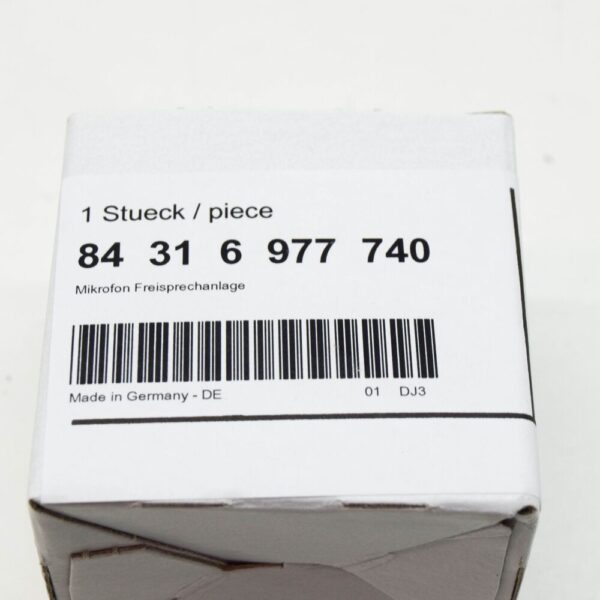 1 Stueck / piece
84 31 6 977 740
Mikrofon Freisprechanlage
Made in Germany - DE 01 DJ3